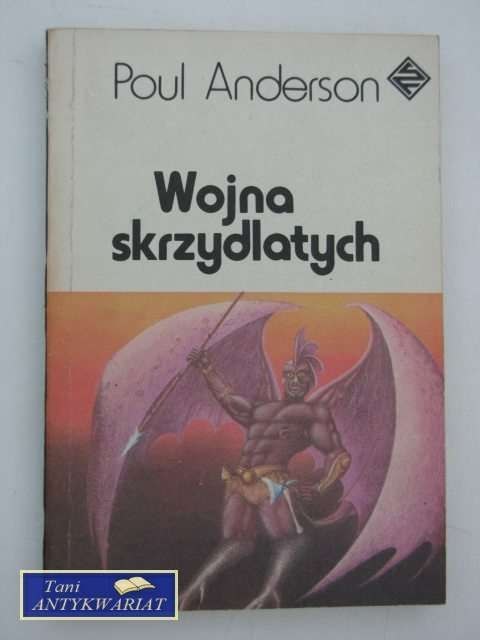 Poul Anderson
Wojna
skrzydlatych
Tani
ANTYKWARIAT